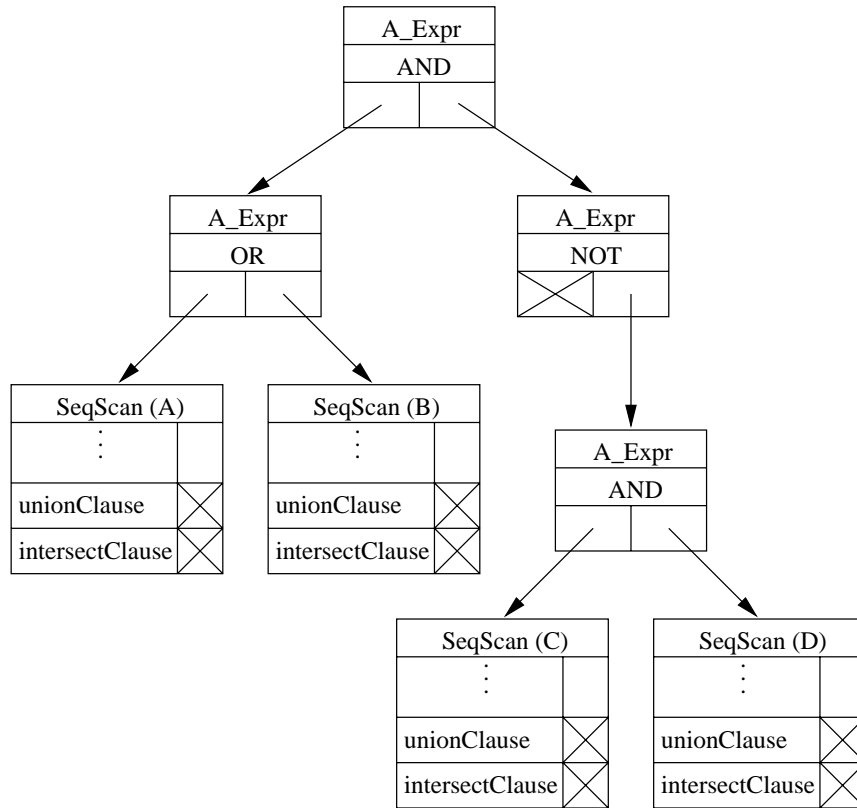 A_Expr
AND
A_Expr
OR
A_Expr
NOT
SeqScan (A)
unionClause
intersectClause
SeqScan (B)
unionClause
intersectClause
A_Expr
AND
SeqScan (C)
unionClause
intersectClause
SeqScan (D)
unionClause
intersectClause